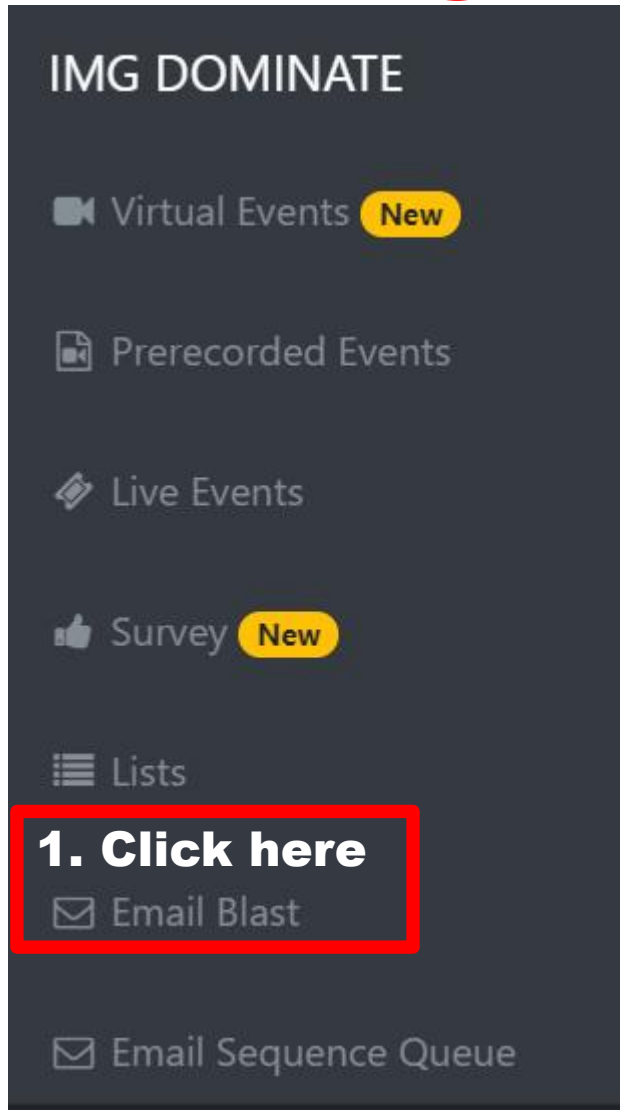 IMG DOMINATE
Virtual Events New
Prerecorded Events
Live Events
Survey New
Lists
1. Click here
Email Blast
Email Sequence Queue